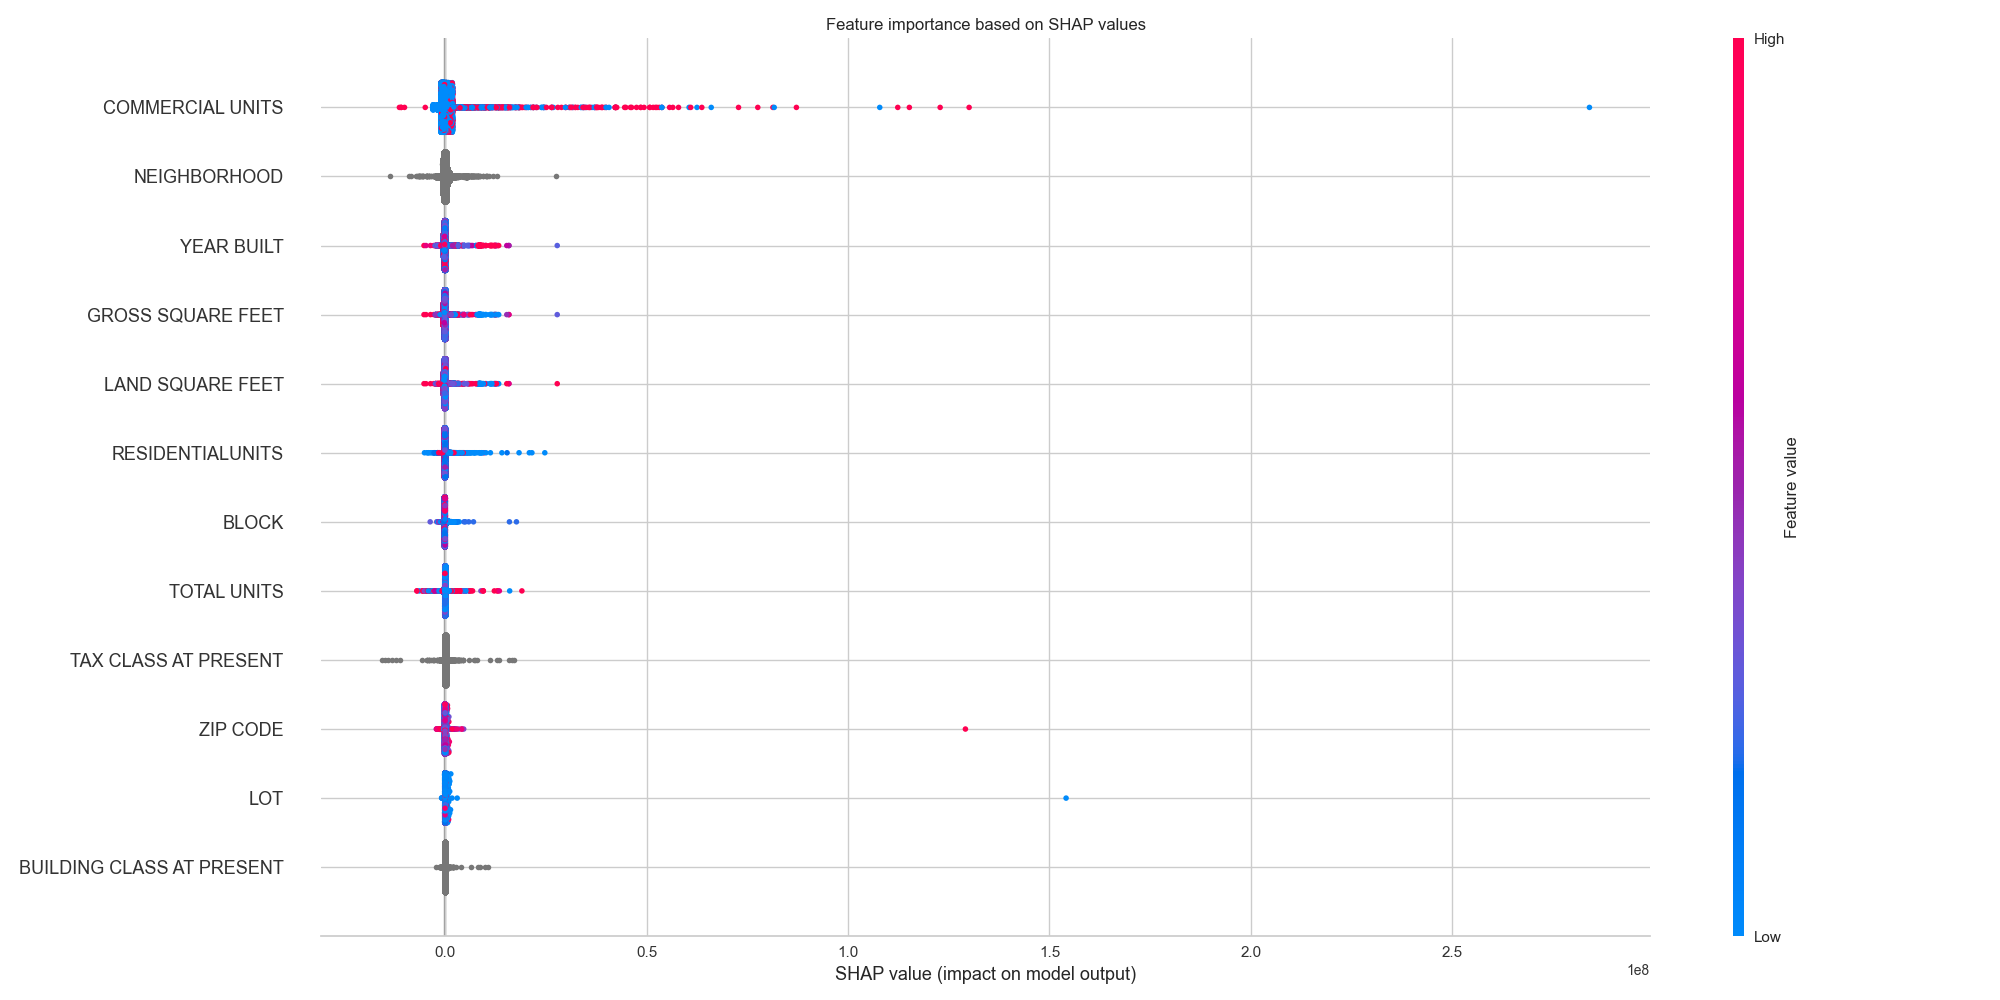 Feature importance based on SHAP values
High
COMMERCIAL UNITS
NEIGHBORHOOD
YEAR BUILT
GROSS SQUARE FEET
LAND SQUARE FEET
RESIDENTIALUNITS
BLOCK
TOTAL UNITS
TAX CLASS AT PRESENT
ZIP CODE
LOT
BUILDING CLASS AT PRESENT
Feature value
Low
0.0 0.5 1.0 1.5 2.0 2.5
1e8
SHAP value (impact on model output)